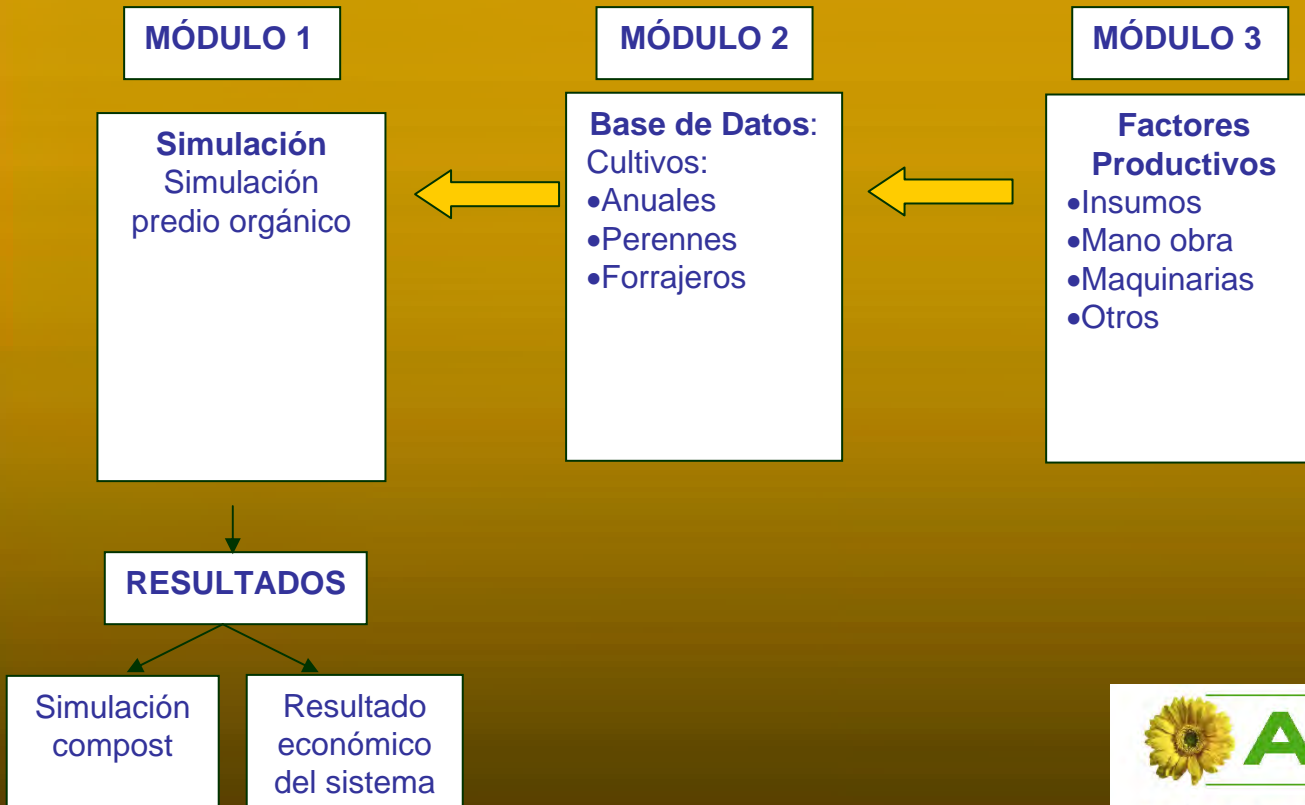 MÓDULO 1
MÓDULO 2
MÓDULO 3
Simulación
Simulación
predio orgánico
Base de Datos:
Cultivos:
•Anuales
•Perennes
•Forrajeros
Factores
Productivos
•Insumos
•Mano obra
•Maquinarias
•Otros
RESULTADOS
Simulación
compost
Resultado
económico
del sistema
A